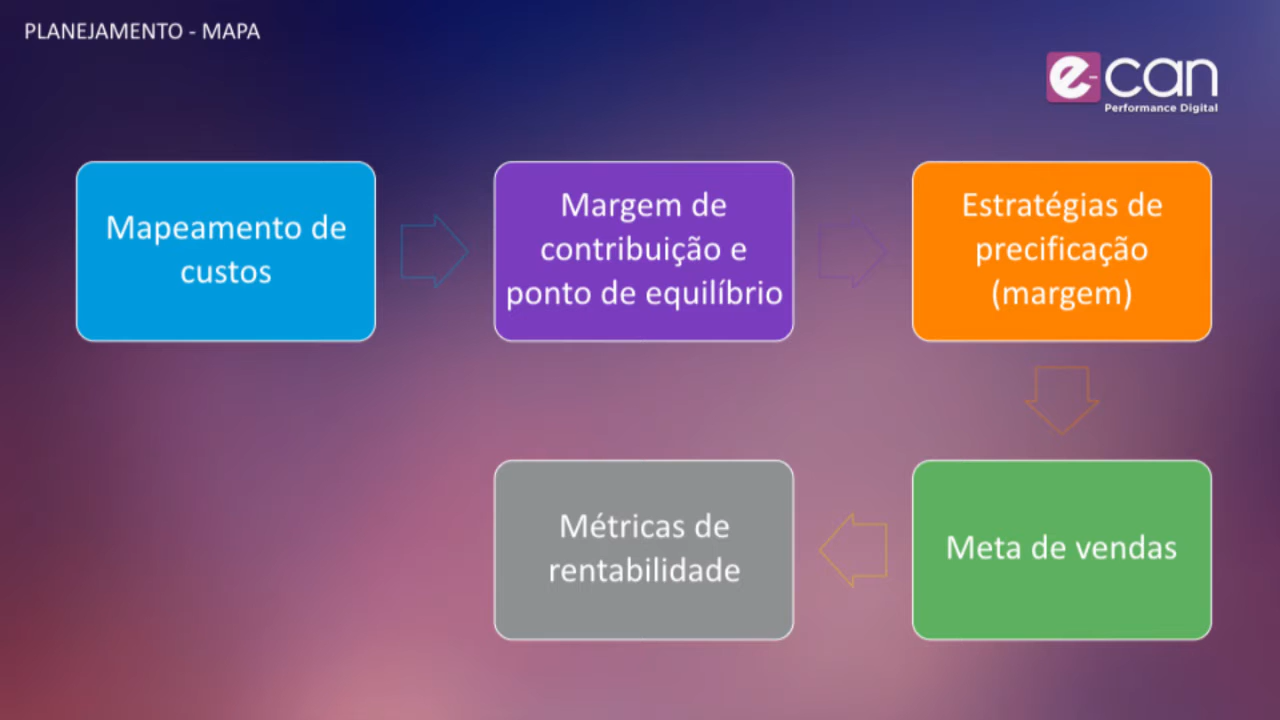 PLANEJAMENTO - MAPA
e-can
Performance Digital
Mapeamento de
custos
Margem de
contribuição e
ponto de equilíbrio
Estratégias de
precificação
(margem)
Meta de vendas
Métricas de
rentabilidade